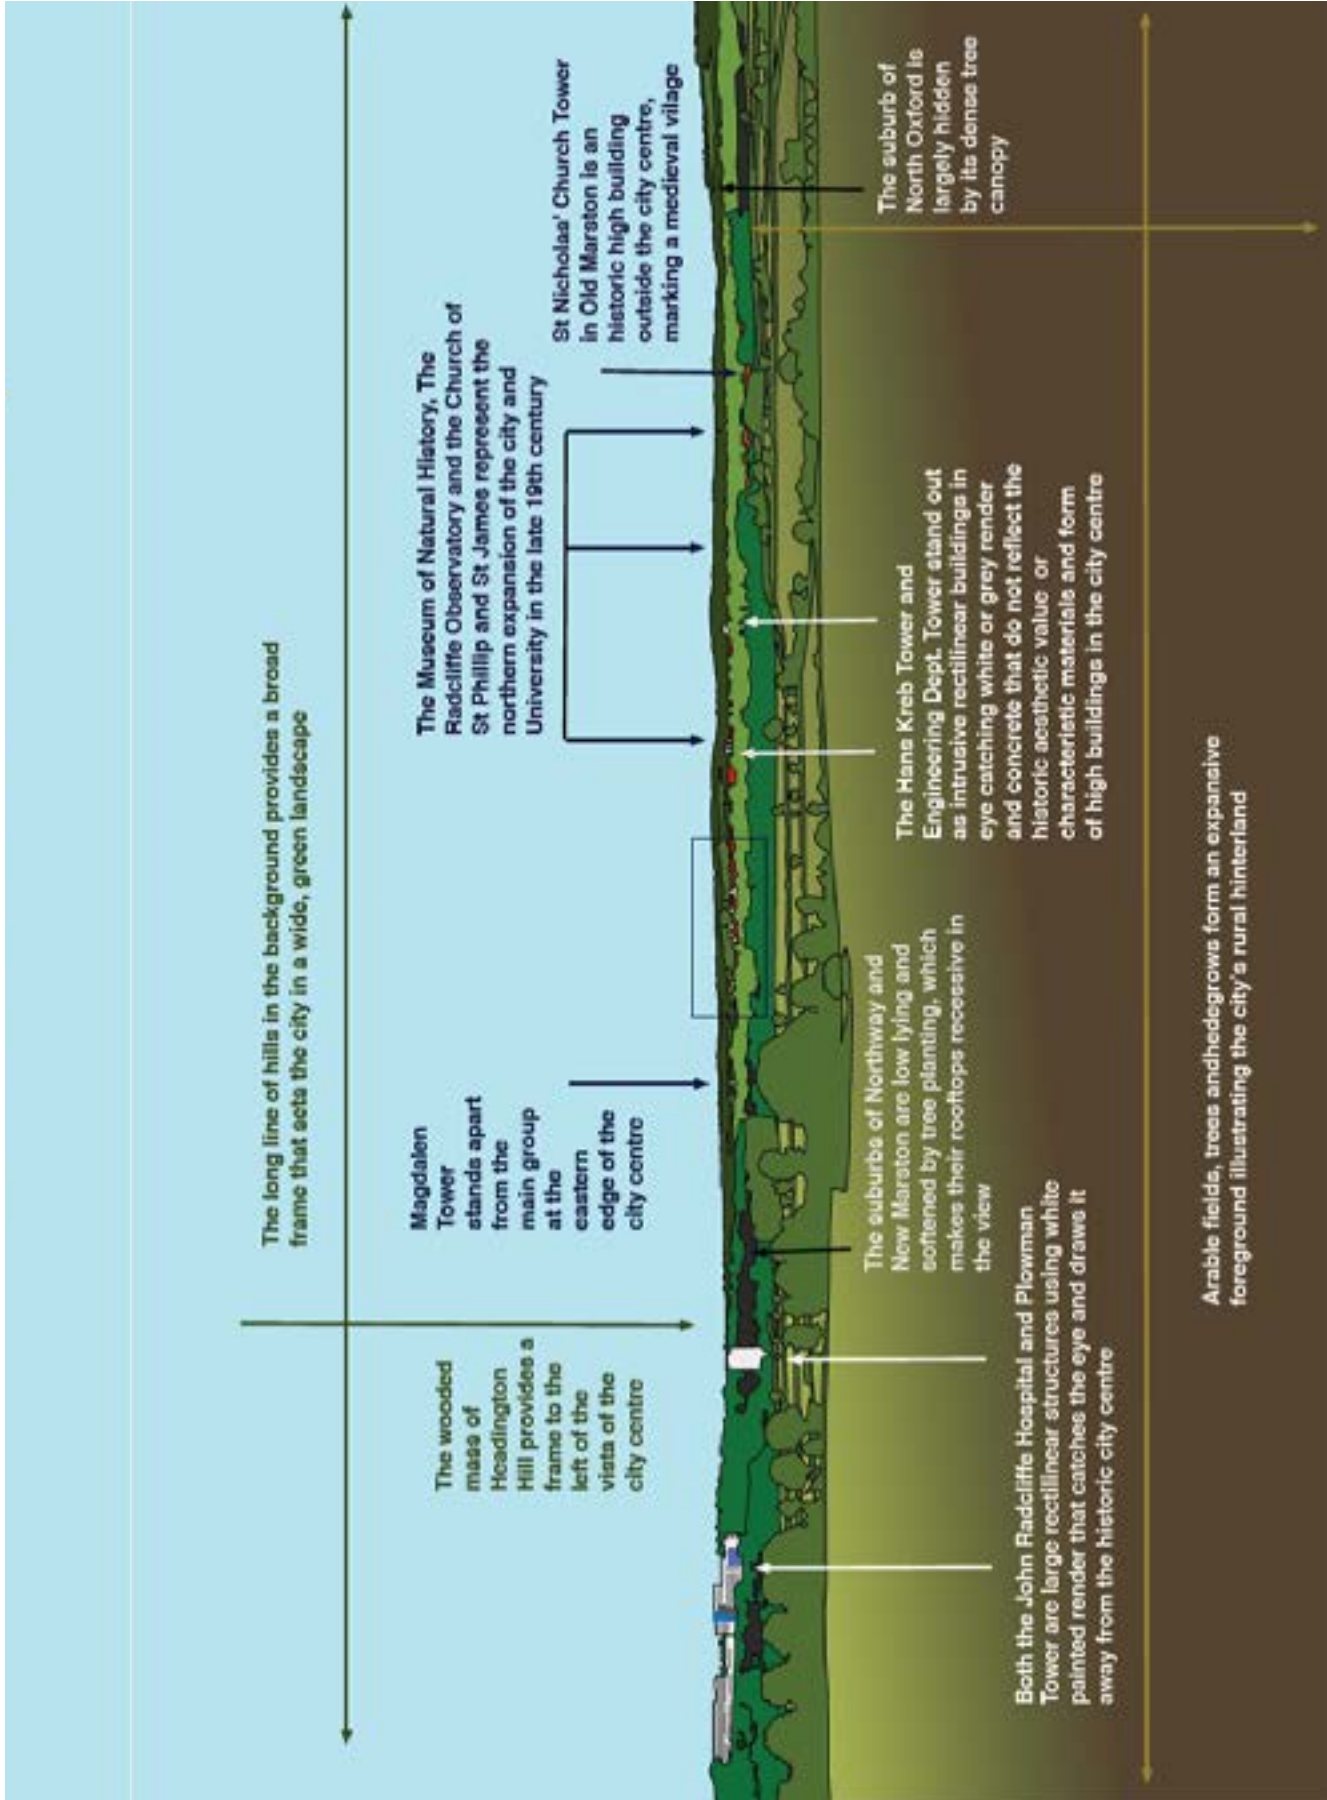 The long line of hills in the background provides a broad
frame that sets the city in a wide, green landscape
The wooded
mass of
Headington
Hill provides a
frame to the
left of the
vista of the
city centre
Magdalen
Tower
stands apart
from the
main group
at the
eastern
edge of the
city centre
The Museum of Natural History, The
Radcliffe Observatory and the Church of
St Phillip and St James represent the
northern expansion of the city and
University in the late 19th century
St Nicholas' Church Tower
in Old Marston is an
historic high building
outside the city centre,
marking a medieval vilage
Both the John Radcliffe Hospital and Plowman
Tower are large rectilinear structures using white
painted render that catches the eye and draws it
away from the historic city centre
The suburbs of Northway and
New Marston are low lying and
softened by tree planting, which
makes their rooftops recessive in
the view
The Hans Kreb Tower and
Engineering Dept. Tower stand out
as intrusive rectilinear buildings in
eye catching white or grey render
and concrete that do not reflect the
historic aesthetic value or
characteristic materials and form
of high buildings in the city centre
The suburb of
North Oxford is
largely hidden
by its dense tree
canopy
Arable fields, trees andhedegrows form an expansive
foreground illustrating the city's rural hinterland